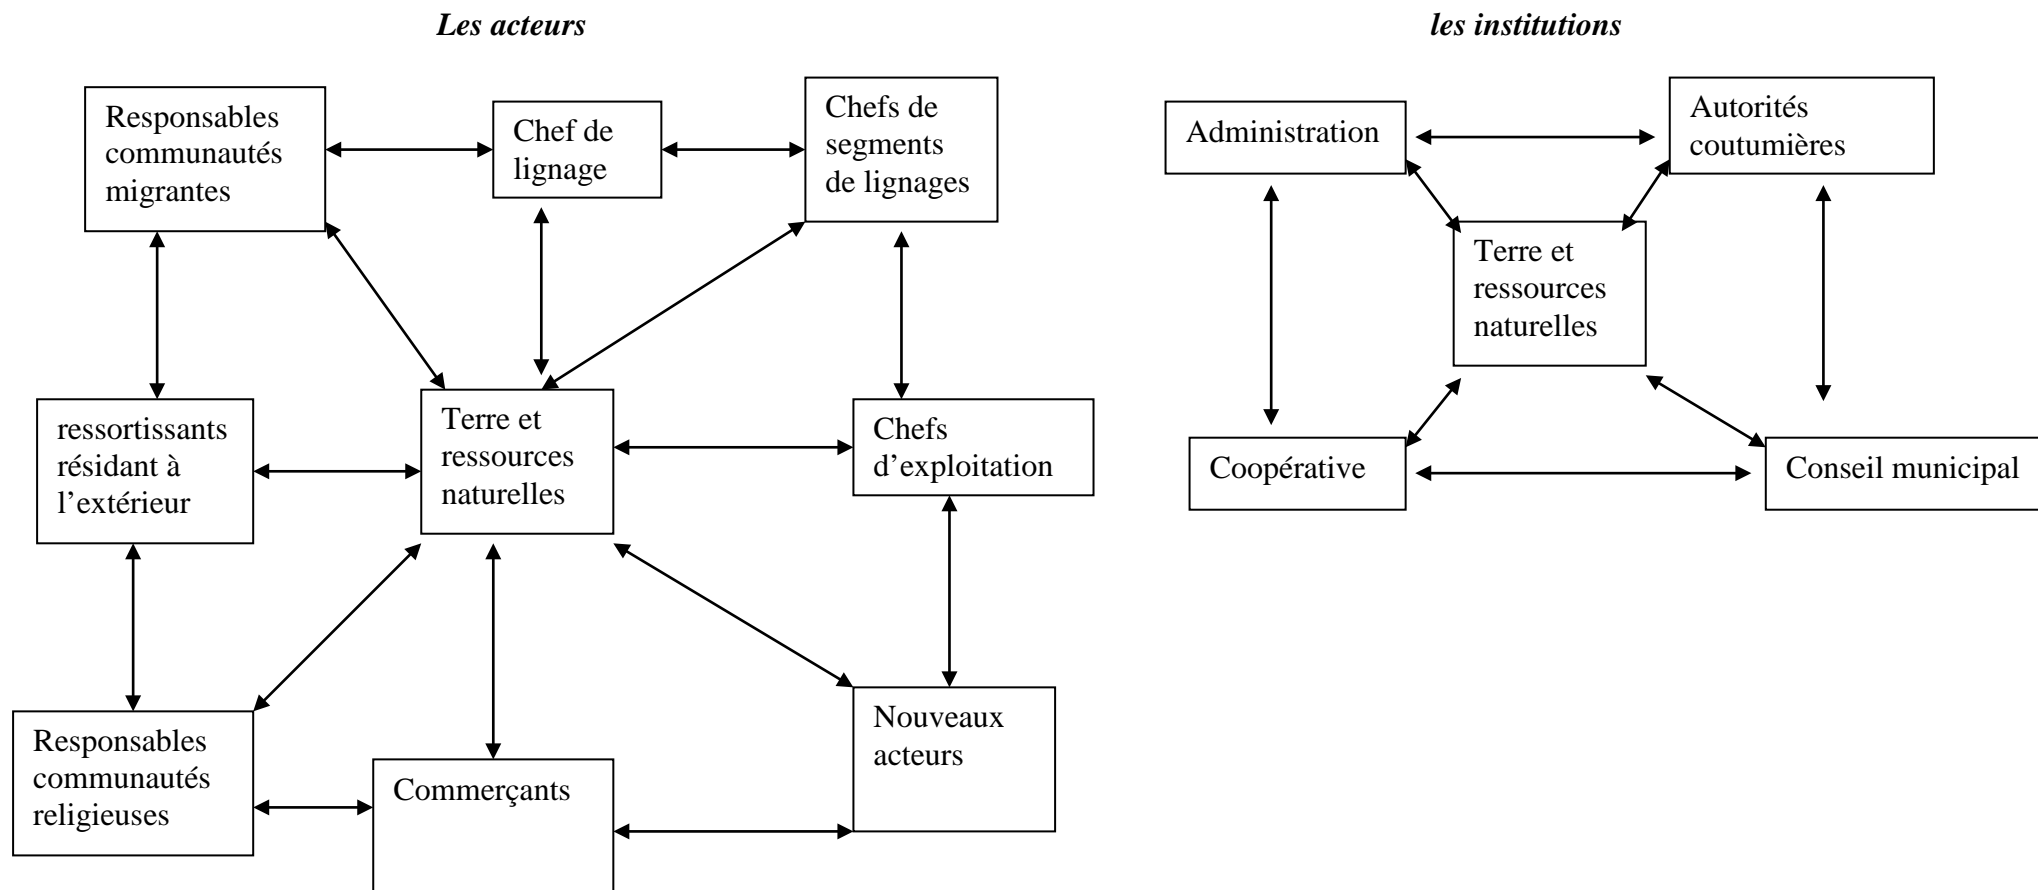 Les acteurs
les institutions
Responsables
communautés
migrantes
Chef de
lignage
Chefs de
segments
de lignages
Administration
Autorités
coutumières
Terre et
ressources
naturelles
ressortissants
résidant à
l’extérieur
Terre et
ressources
naturelles
Chefs
d’exploitation
Coopérative
Conseil municipal
Responsables
communautés
religieuses
Commerçants
Nouveaux
acteurs